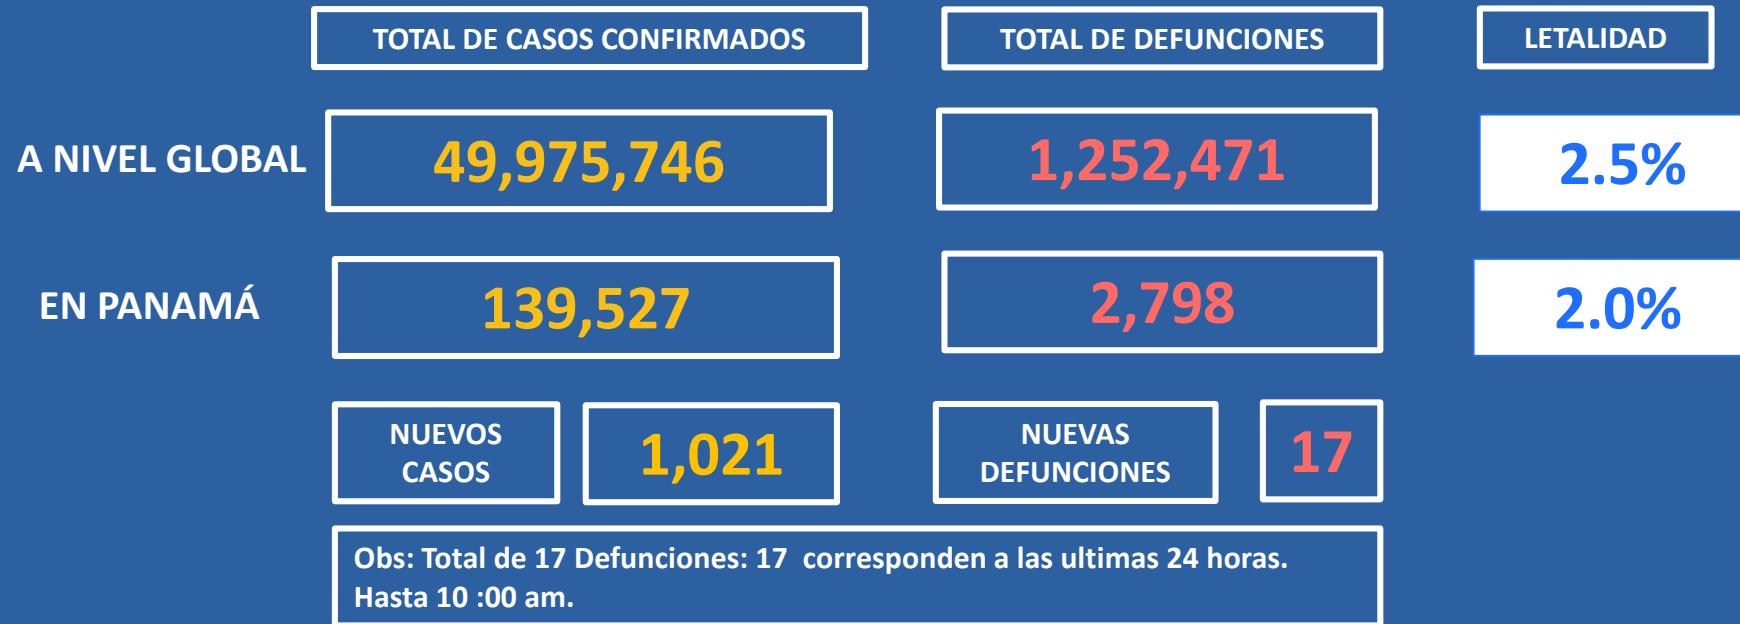 TOTAL DE CASOS CONFIRMADOS
TOTAL DE DEFUNCIONES
LETALIDAD
A NIVEL GLOBAL
49,975,746
1,252,471
2.5%
EN PANAMÁ
139,527
2,798
2.0%
NUEVOS
CASOS
1,021
NUEVAS
DEFUNCIONES
17
Obs: Total de 17 Defunciones: 17 corresponden a las ultimas 24 horas.
Hasta 10 :00 am.